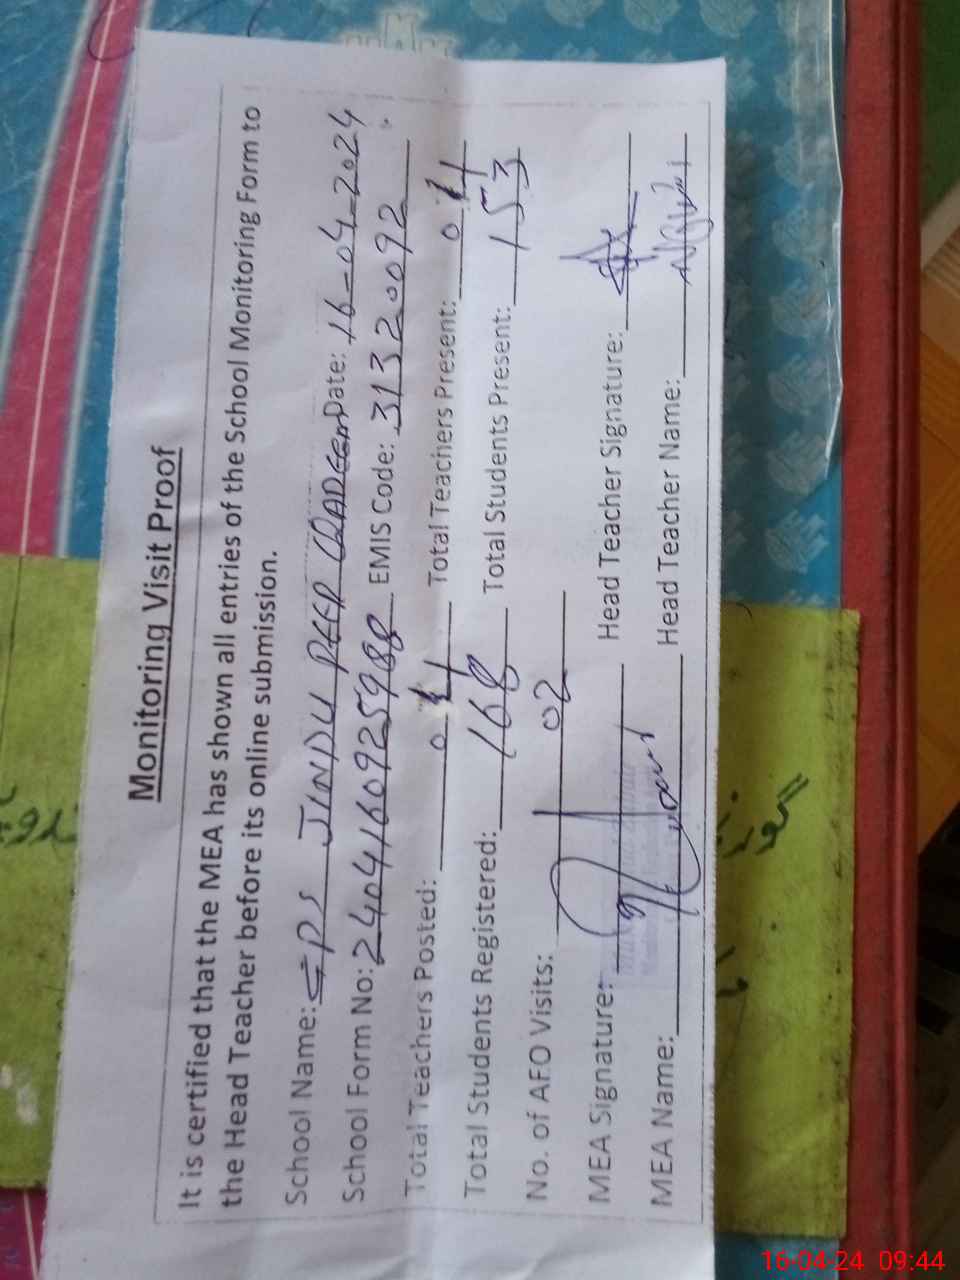 Monitoring Visit Proof
It is certified that the MEA has shown all entries of the School Monitoring Form to
the Head Teacher before its online submission.
School Name: GPS JINDU PEER QRADEEM Date: 16-04-2024
School Form No: 2404160925988 EMIS Code: 31320092
Total Teachers Posted: 04 Total Teachers Present: 04
Total Students Registered: 168 Total Students Present: 153
No. of AFO Visits: 02
MEA Signature: Head Teacher Signature:
MEA Name: Head Teacher Name:
16-04-24 09:44